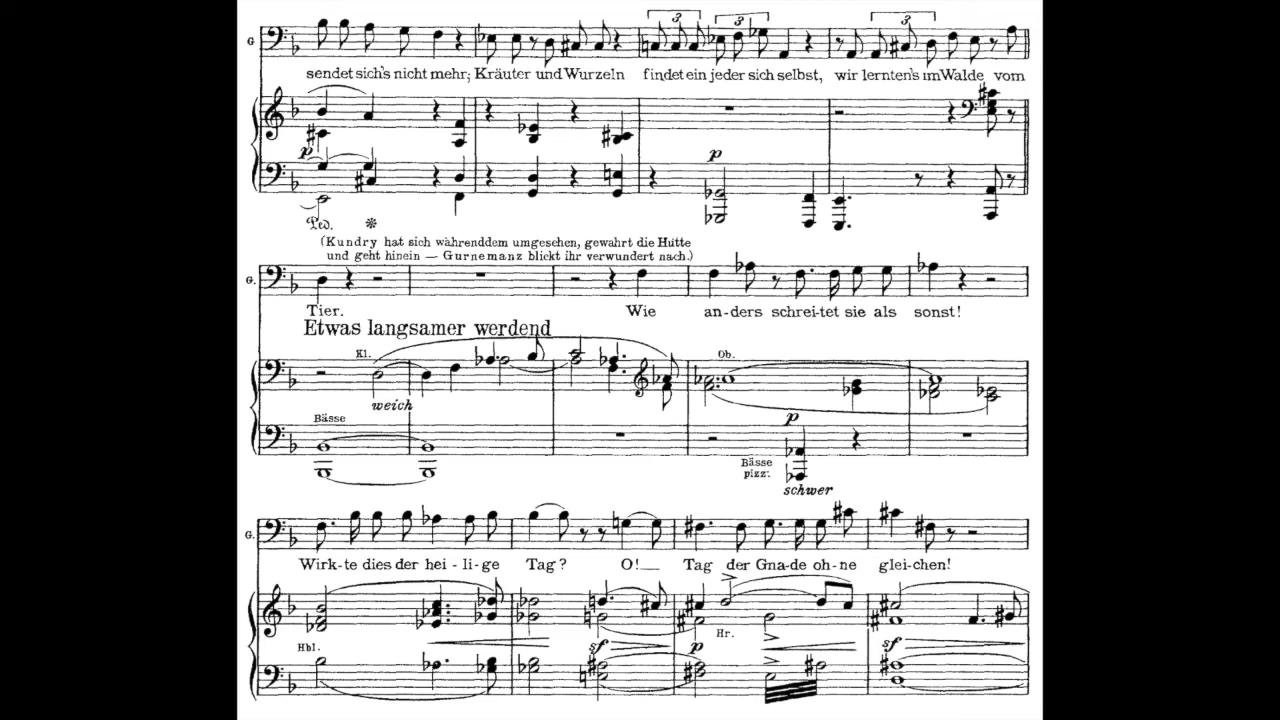 G
3 3 3
sendet sich's nicht mehr; Kräuter und Wurzeln findet ein jeder sich selbst, wir lernten's im Walde vom
p p
Ped. *
(Kundry hat sich währenddem umgesehen, gewahrt die Hütte
und geht hinein — Gurnemanz blickt ihr verwundert nach.)
G.
Tier. Wie an-ders schrei-tet sie als sonst!
Etwas langsamer werdend
Kl. Ob.
weich
Bässe p
Bässe
pizz.
schwer
G.
Wirk-te dies der hei-li-ge Tag? O!— Tag der Gna-de oh-ne glei-chen!
Hbl. sf p Hr. sf